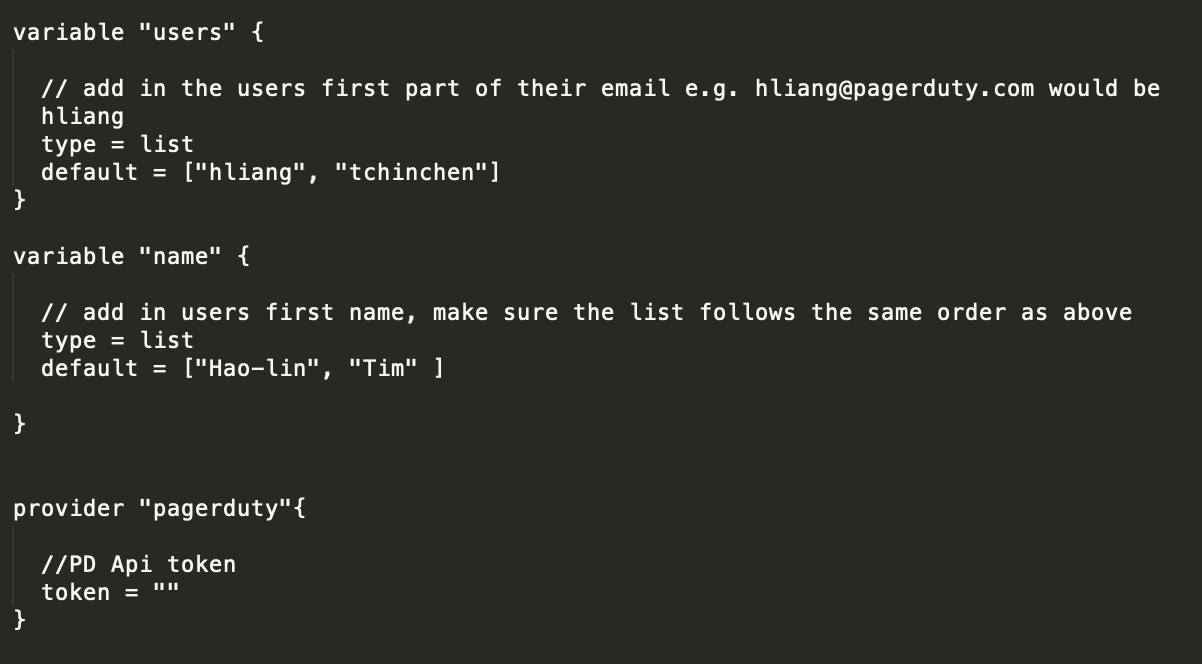 variable "users" {
// add in the users first part of their email e.g. hliang@pagerduty.com would be
hliang
type = list
default = ["hliang", "tchinchen"]
}
variable "name" {
// add in users first name, make sure the list follows the same order as above
type = list
default = ["Hao-lin", "Tim" ]
}
provider "pagerduty"{
//PD Api token
token = ""
}